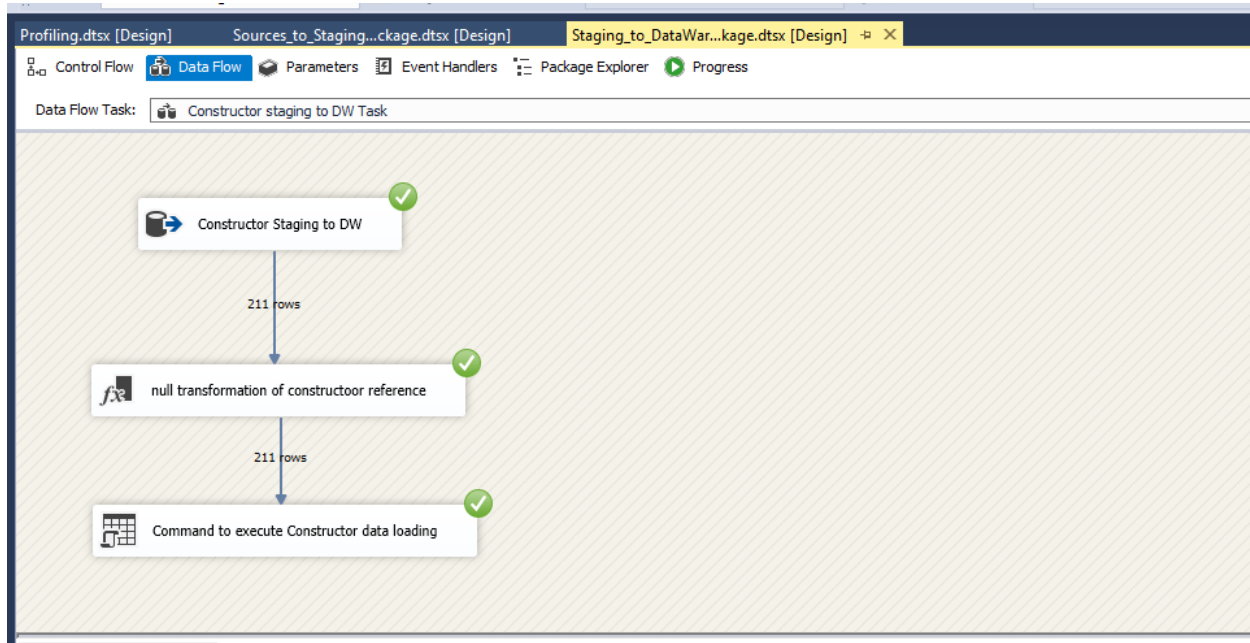 Profiling.dtsx [Design] Sources_to_Staging...ckage.dtsx [Design] Staging_to_DataWar...kage.dtsx [Design]
Control Flow Data Flow Parameters Event Handlers Package Explorer Progress
Data Flow Task: Constructor staging to DW Task
Constructor Staging to DW
211 rows
fx null transformation of constructoor reference
211 rows
Command to execute Constructor data loading